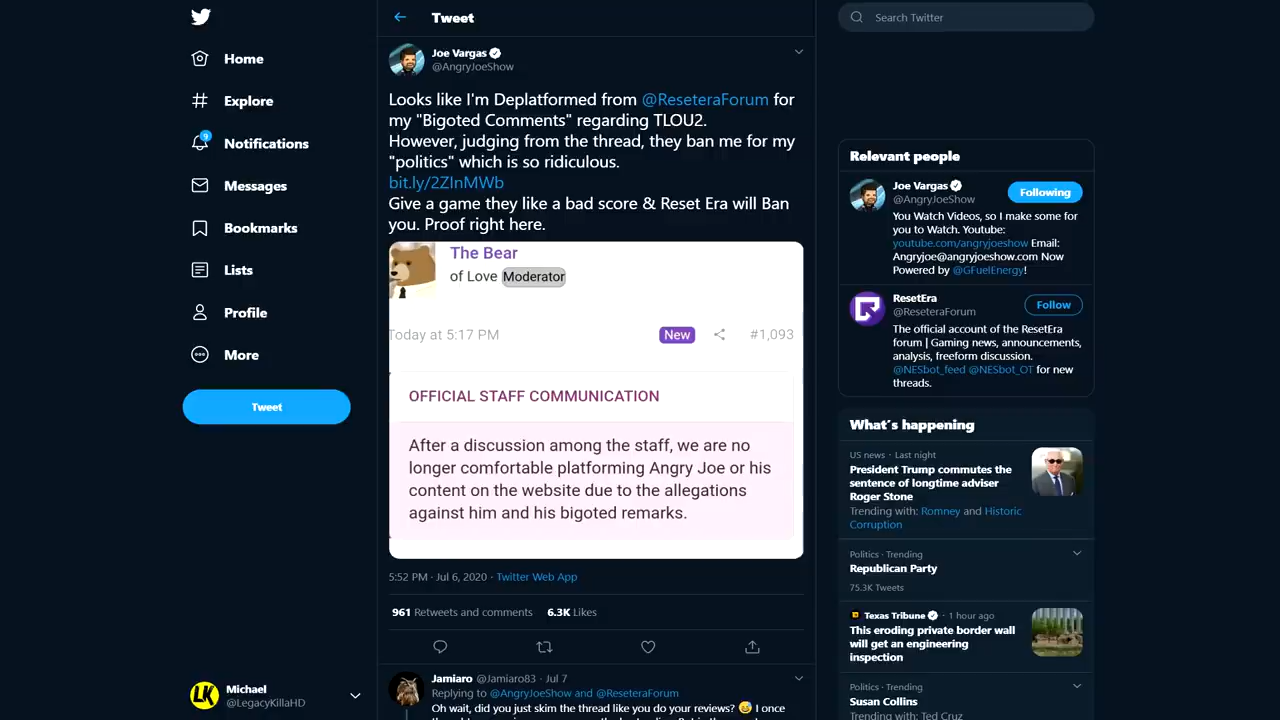 Home
Explore
9
Notifications
Messages
Bookmarks
Lists
Profile
More
Tweet
Michael
@LegacyKillaHD
Tweet
Joe Vargas
@AngryJoeShow
Looks like I'm Deplatformed from @ReseteraForum for
my "Bigoted Comments" regarding TLOU2.
However, judging from the thread, they ban me for my
"politics" which is so ridiculous.
bit.ly/2ZlnMWb
Give a game they like a bad score & Reset Era will Ban
you. Proof right here.
The Bear
of Love Moderator
Today at 5:17 PM
New
#1,093
OFFICIAL STAFF COMMUNICATION
After a discussion among the staff, we are no
longer comfortable platforming Angry Joe or his
content on the website due to the allegations
against him and his bigoted remarks.
5:52 PM · Jul 6, 2020 · Twitter Web App
961 Retweets and comments 6.3K Likes
Jamiaro @Jamiaro83 · Jul 7
Replying to @AngryJoeShow and @ReseteraForum
Oh wait, did you just skim the thread like you do your reviews? 😅 I once
Search Twitter
Relevant people
Joe Vargas
@AngryJoeShow
Following
You Watch Videos, so I make some for
you to Watch. Youtube:
youtube.com/angryjoeshow Email:
Angryjoe@angryjoeshow.com Now
Powered by @GFuelEnergy!
ResetEra
@ReseteraForum
Follow
The official account of the ResetEra
forum | Gaming news, announcements,
analysis, freeform discussion.
@NESbot_feed @NESbot_OT for new
threads.
What's happening
US news · Last night
President Trump commutes the
sentence of longtime adviser
Roger Stone
Trending with: Romney and Historic
Corruption
Politics · Trending
Republican Party
75.3K Tweets
Texas Tribune · 1 hour ago
This eroding private border wall
will get an engineering
inspection
Politics · Trending
Susan Collins
Trending with: Ted Cruz